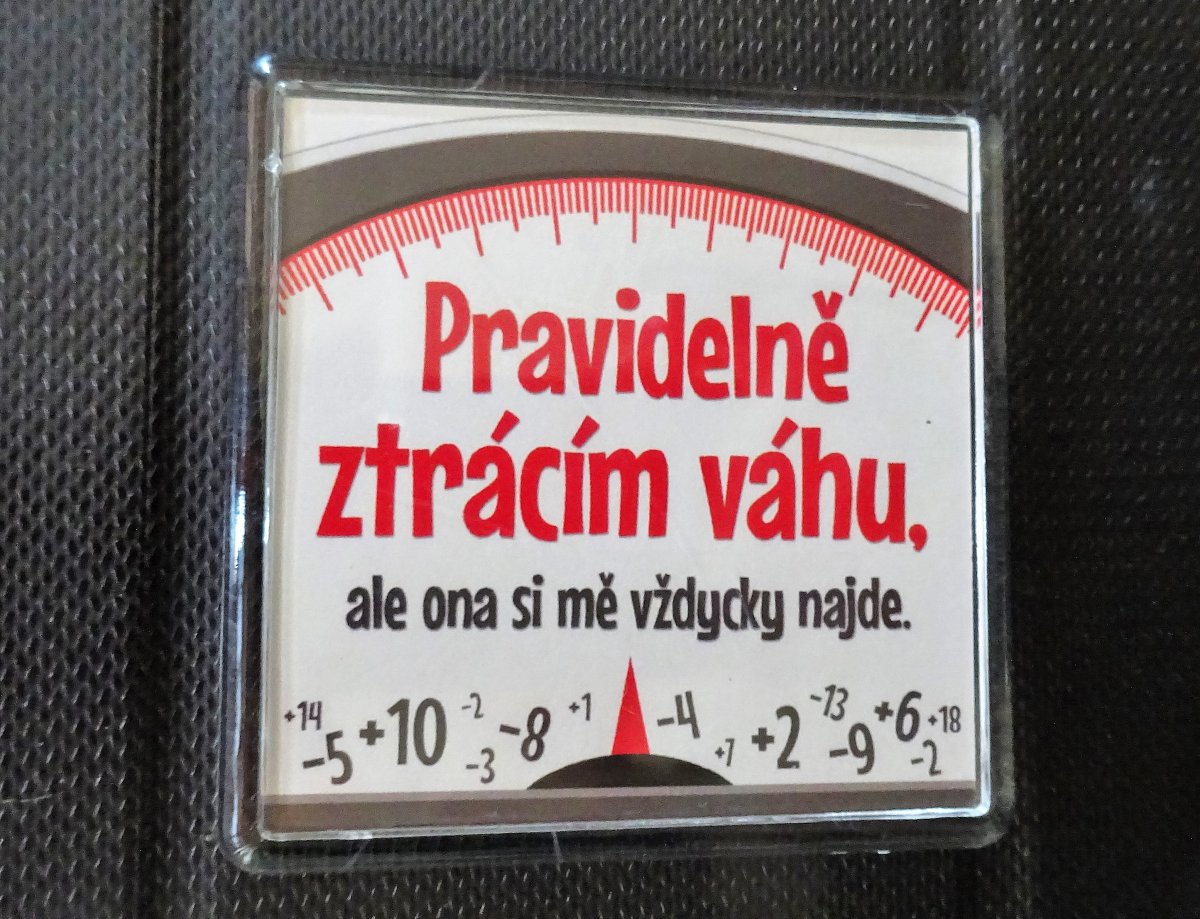 Pravidelně
ztrácím váhu,
ale ona si mě vždycky najde.
+14 -5 +10 -2 -3 -8 +1 -4 +7 +2 -13 -9 +6 +18 -2